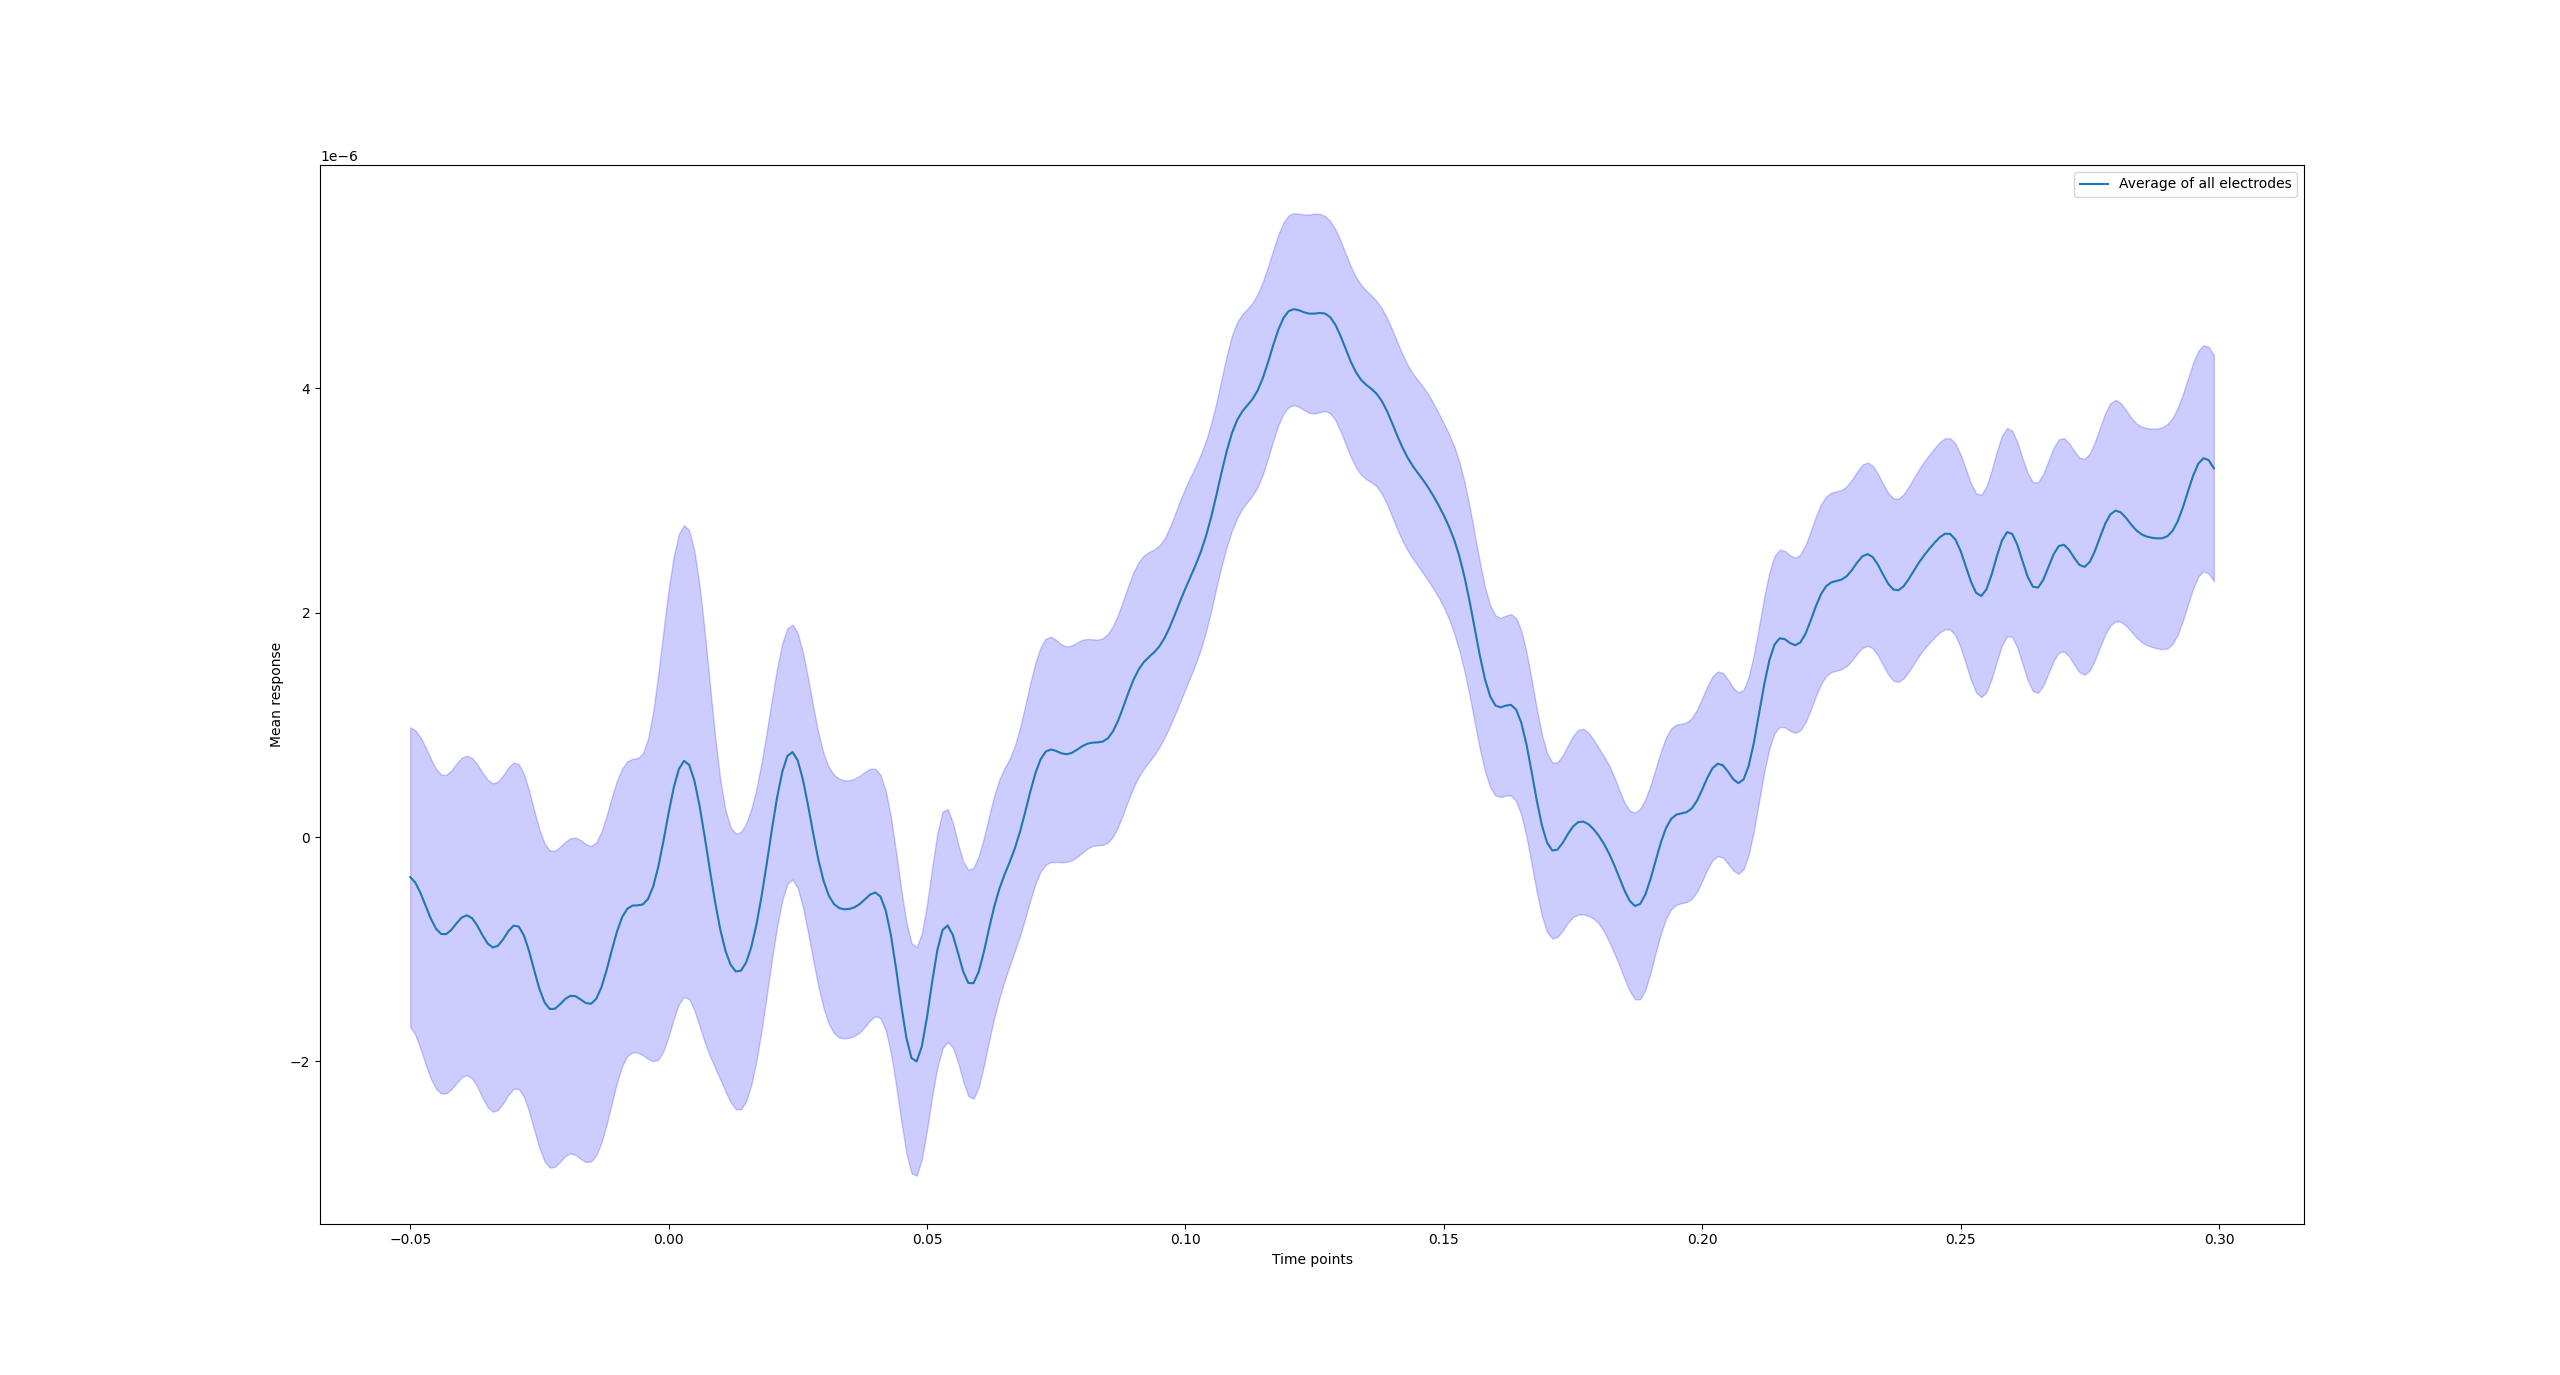 1e−6
Average of all electrodes
4
2
0
−2
Mean response
−0.05 0.00 0.05 0.10 0.15 0.20 0.25 0.30
Time points